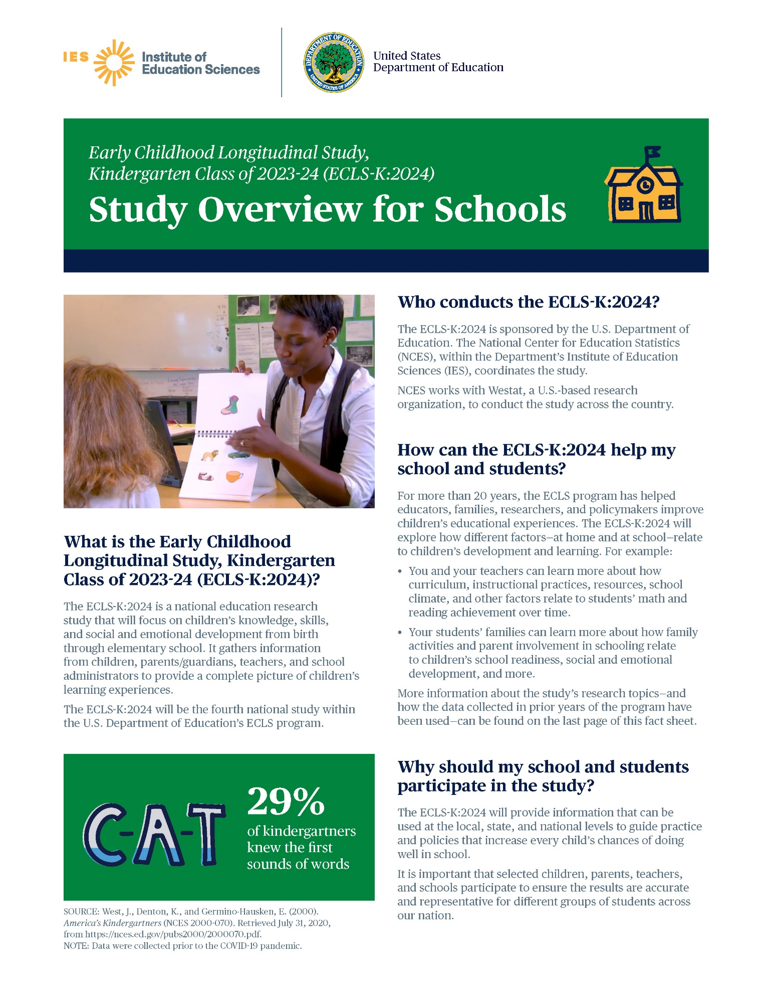 IES
Institute of
Education Sciences
DEPARTMENT OF EDUCATION
UNITED STATES OF AMERICA
United States
Department of Education
Early Childhood Longitudinal Study,
Kindergarten Class of 2023-24 (ECLS-K:2024)
Study Overview for Schools
What is the Early Childhood
Longitudinal Study, Kindergarten
Class of 2023-24 (ECLS-K:2024)?
The ECLS-K:2024 is a national education research
study that will focus on children's knowledge, skills,
and social and emotional development from birth
through elementary school. It gathers information
from children, parents/guardians, teachers, and school
administrators to provide a complete picture of children's
learning experiences.
The ECLS-K:2024 will be the fourth national study within
the U.S. Department of Education's ECLS program.
C-A-T
29%
of kindergartners
knew the first
sounds of words
SOURCE: West, J., Denton, K., and Germino-Hausken, E. (2000).
America's Kindergartners (NCES 2000-070). Retrieved July 31, 2020,
from https://nces.ed.gov/pubs2000/2000070.pdf.
NOTE: Data were collected prior to the COVID-19 pandemic.
Who conducts the ECLS-K:2024?
The ECLS-K:2024 is sponsored by the U.S. Department of
Education. The National Center for Education Statistics
(NCES), within the Department's Institute of Education
Sciences (IES), coordinates the study.
NCES works with Westat, a U.S.-based research
organization, to conduct the study across the country.
How can the ECLS-K:2024 help my
school and students?
For more than 20 years, the ECLS program has helped
educators, families, researchers, and policymakers improve
children's educational experiences. The ECLS-K:2024 will
explore how different factors—at home and at school—relate
to children's development and learning. For example:
• You and your teachers can learn more about how
curriculum, instructional practices, resources, school
climate, and other factors relate to students' math and
reading achievement over time.
• Your students' families can learn more about how family
activities and parent involvement in schooling relate
to children's school readiness, social and emotional
development, and more.
More information about the study's research topics—and
how the data collected in prior years of the program have
been used—can be found on the last page of this fact sheet.
Why should my school and students
participate in the study?
The ECLS-K:2024 will provide information that can be
used at the local, state, and national levels to guide practice
and policies that increase every child's chances of doing
well in school.
It is important that selected children, parents, teachers,
and schools participate to ensure the results are accurate
and representative for different groups of students across
our nation.